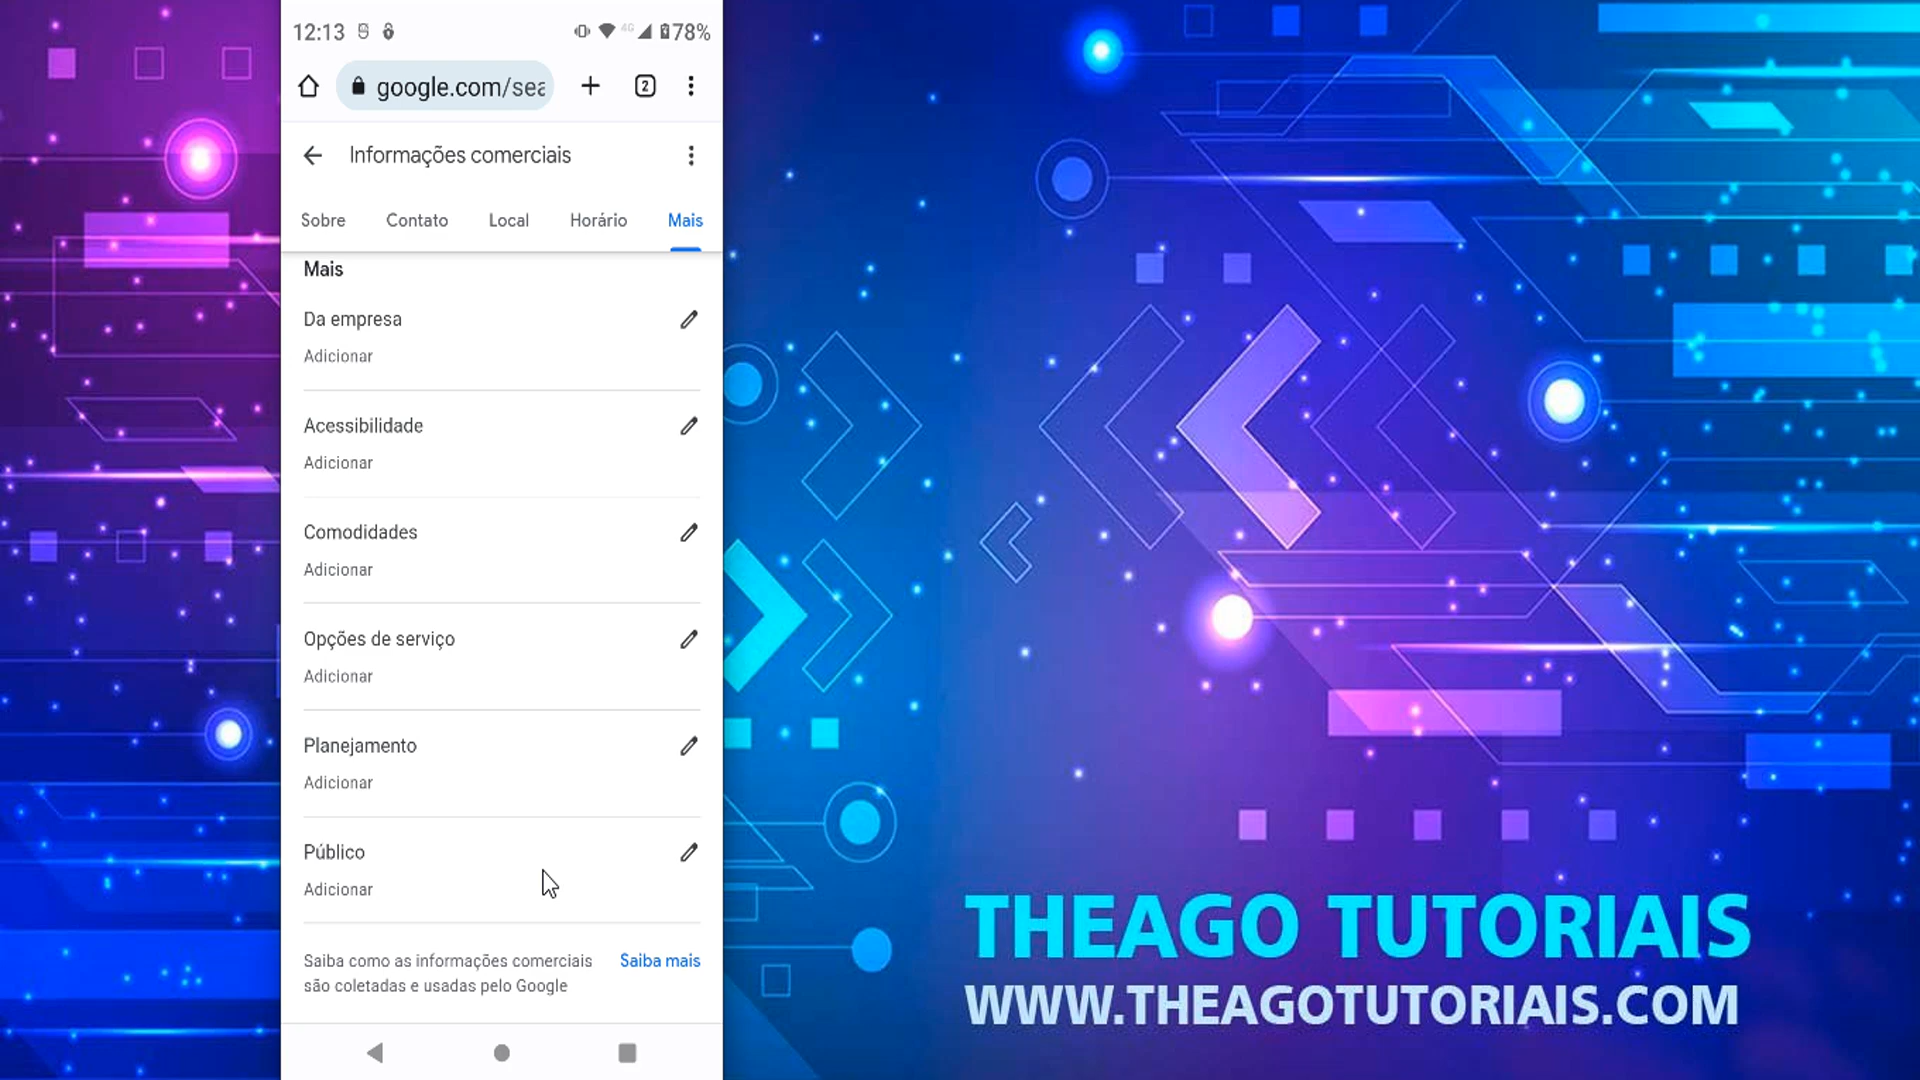 12:13
4G
78%
google.com/sea
2
Informações comerciais
Sobre
Contato
Local
Horário
Mais
Mais
Da empresa
Adicionar
Acessibilidade
Adicionar
Comodidades
Adicionar
Opções de serviço
Adicionar
Planejamento
Adicionar
Público
Adicionar
Saiba como as informações comerciais
são coletadas e usadas pelo Google
Saiba mais
THEAGO TUTORIAIS
WWW.THEAGOTUTORIAIS.COM